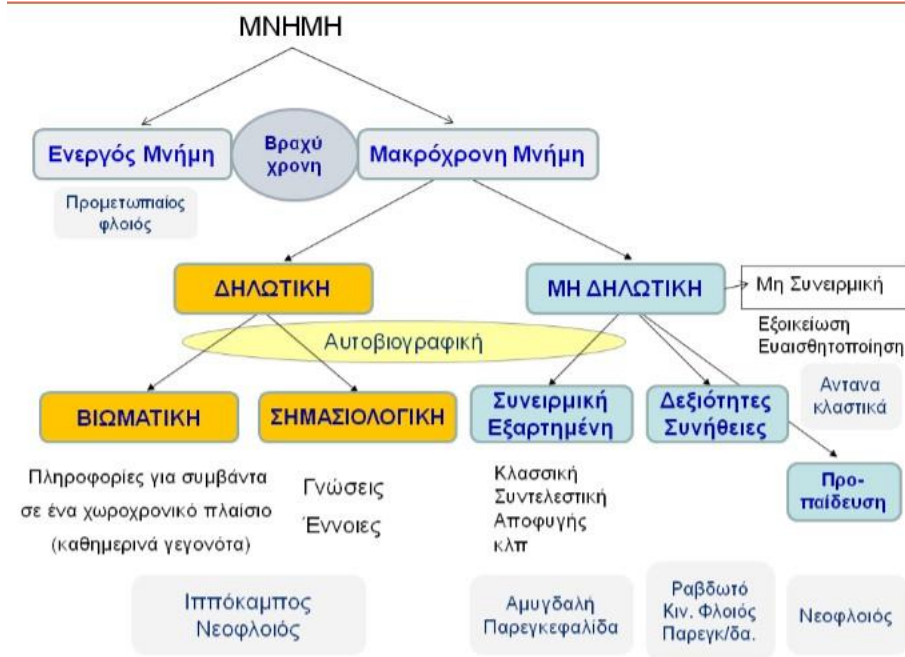 ΜΝΗΜΗ
Ενεργός Μνήμη
Βραχύ
χρονη
Μακρόχρονη Μνήμη
Προμετωπιαίος
φλοιός
ΔΗΛΩΤΙΚΗ
ΜΗ ΔΗΛΩΤΙΚΗ
Μη Συνειρμική
Εξοικείωση
Ευαισθητοποίηση
Αυτοβιογραφική
Αντανα
κλαστικά
ΒΙΩΜΑΤΙΚΗ
ΣΗΜΑΣΙΟΛΟΓΙΚΗ
Συνειρμική
Εξαρτημένη
Δεξιότητες
Συνήθειες
Πληροφορίες για συμβάντα
σε ένα χωροχρονικό πλαίσιο
(καθημερινά γεγονότα)
Γνώσεις
Έννοιες
Κλασσική
Συντελεστική
Αποφυγής
κλπ
Προ-
παίδευση
Ιππόκαμπος
Νεοφλοιός
Αμυγδαλή
Παρεγκεφαλίδα
Ραβδωτό
Κιν. Φλοιός
Παρεγκ/δα.
Νεοφλοιός